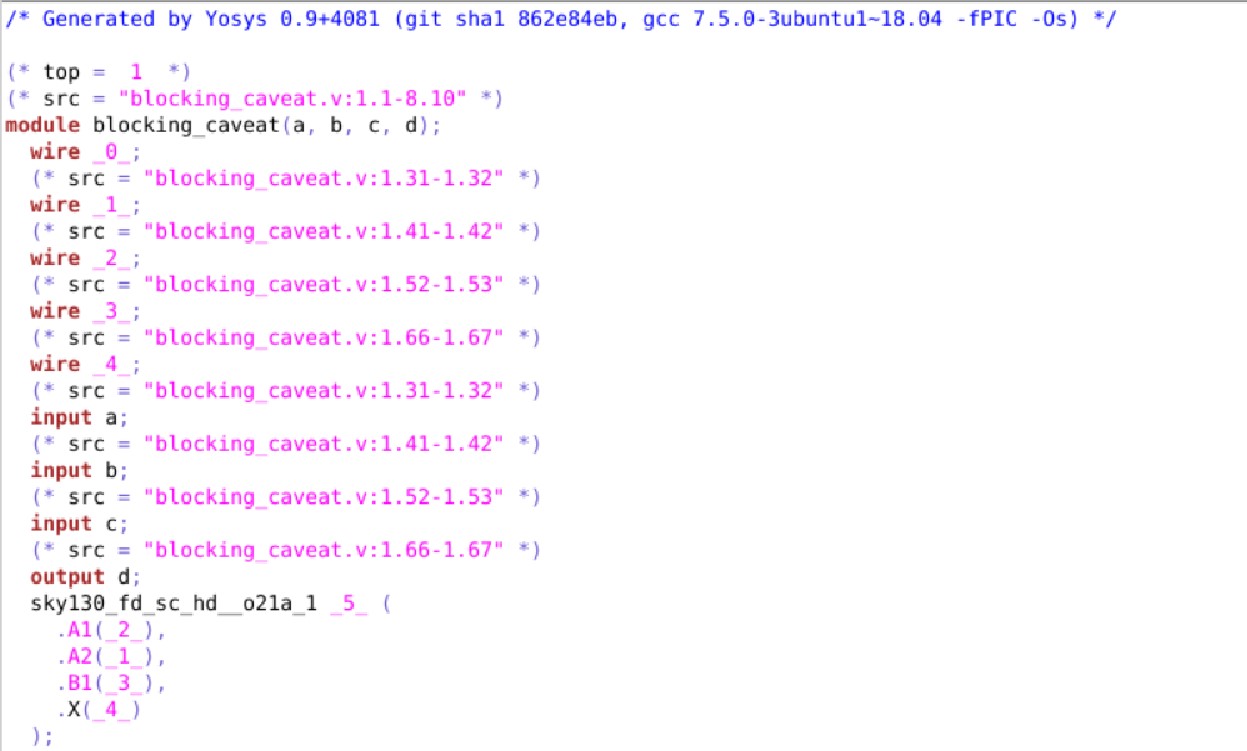 /* Generated by Yosys 0.9+4081 (git sha1 862e84eb, gcc 7.5.0-3ubuntu1~18.04 -fPIC -Os) */
(* top =  1  *)
(* src = "blocking_caveat.v:1.1-8.10" *)
module blocking_caveat(a, b, c, d);
  wire _0_;
  (* src = "blocking_caveat.v:1.31-1.32" *)
  wire _1_;
  (* src = "blocking_caveat.v:1.41-1.42" *)
  wire _2_;
  (* src = "blocking_caveat.v:1.52-1.53" *)
  wire _3_;
  (* src = "blocking_caveat.v:1.66-1.67" *)
  wire _4_;
  (* src = "blocking_caveat.v:1.31-1.32" *)
  input a;
  (* src = "blocking_caveat.v:1.41-1.42" *)
  input b;
  (* src = "blocking_caveat.v:1.52-1.53" *)
  input c;
  (* src = "blocking_caveat.v:1.66-1.67" *)
  output d;
  sky130_fd_sc_hd__o21a_1 _5_ (
    .A1(_2_),
    .A2(_1_),
    .B1(_3_),
    .X(_4_)
  );